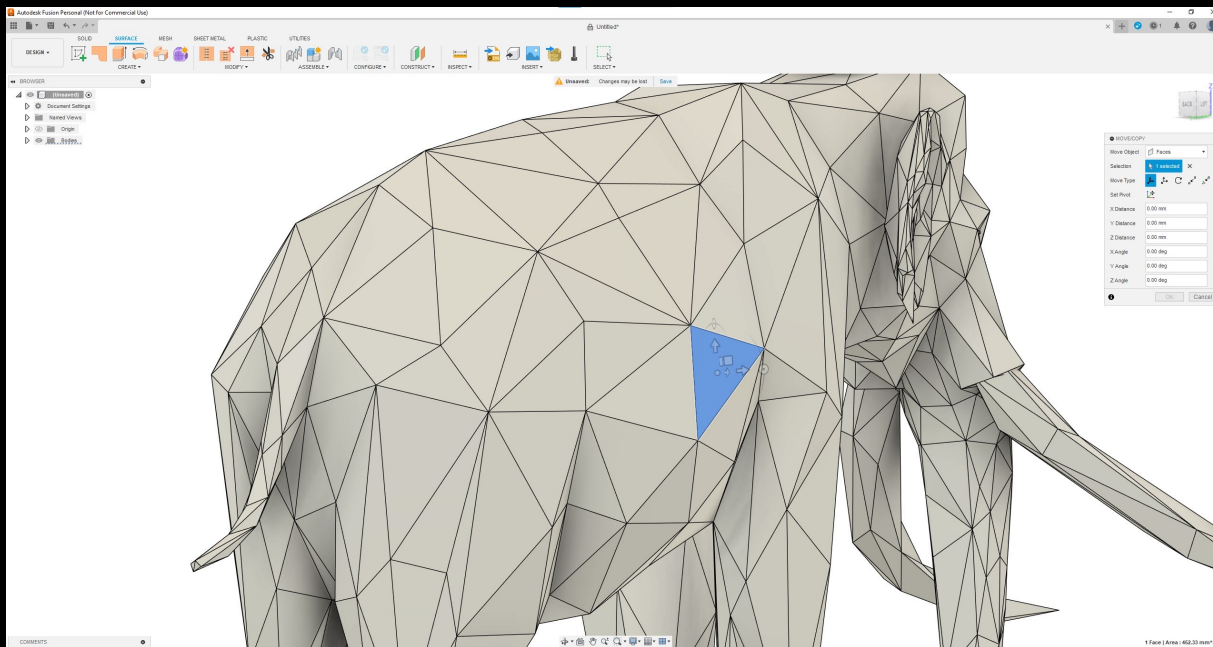 Autodesk Fusion Personal (Not for Commercial Use)
Untitled*
1
DESIGN
SOLID SURFACE MESH SHEET METAL PLASTIC UTILITIES
CREATE MODIFY ASSEMBLE CONFIGURE CONSTRUCT INSPECT INSERT SELECT
BROWSER
Unsaved: Changes may be lost Save
(Unsaved)
Document Settings
Named Views
Origin
Bodies
BACK LEFT
Z
MOVE/COPY
Move Object Faces
Selection 1 selected
Move Type
Set Pivot
X Distance 0.00 mm
Y Distance 0.00 mm
Z Distance 0.00 mm
X Angle 0.00 deg
Y Angle 0.00 deg
Z Angle 0.00 deg
OK Cancel
COMMENTS
1 Face | Area : 452.33 mm^